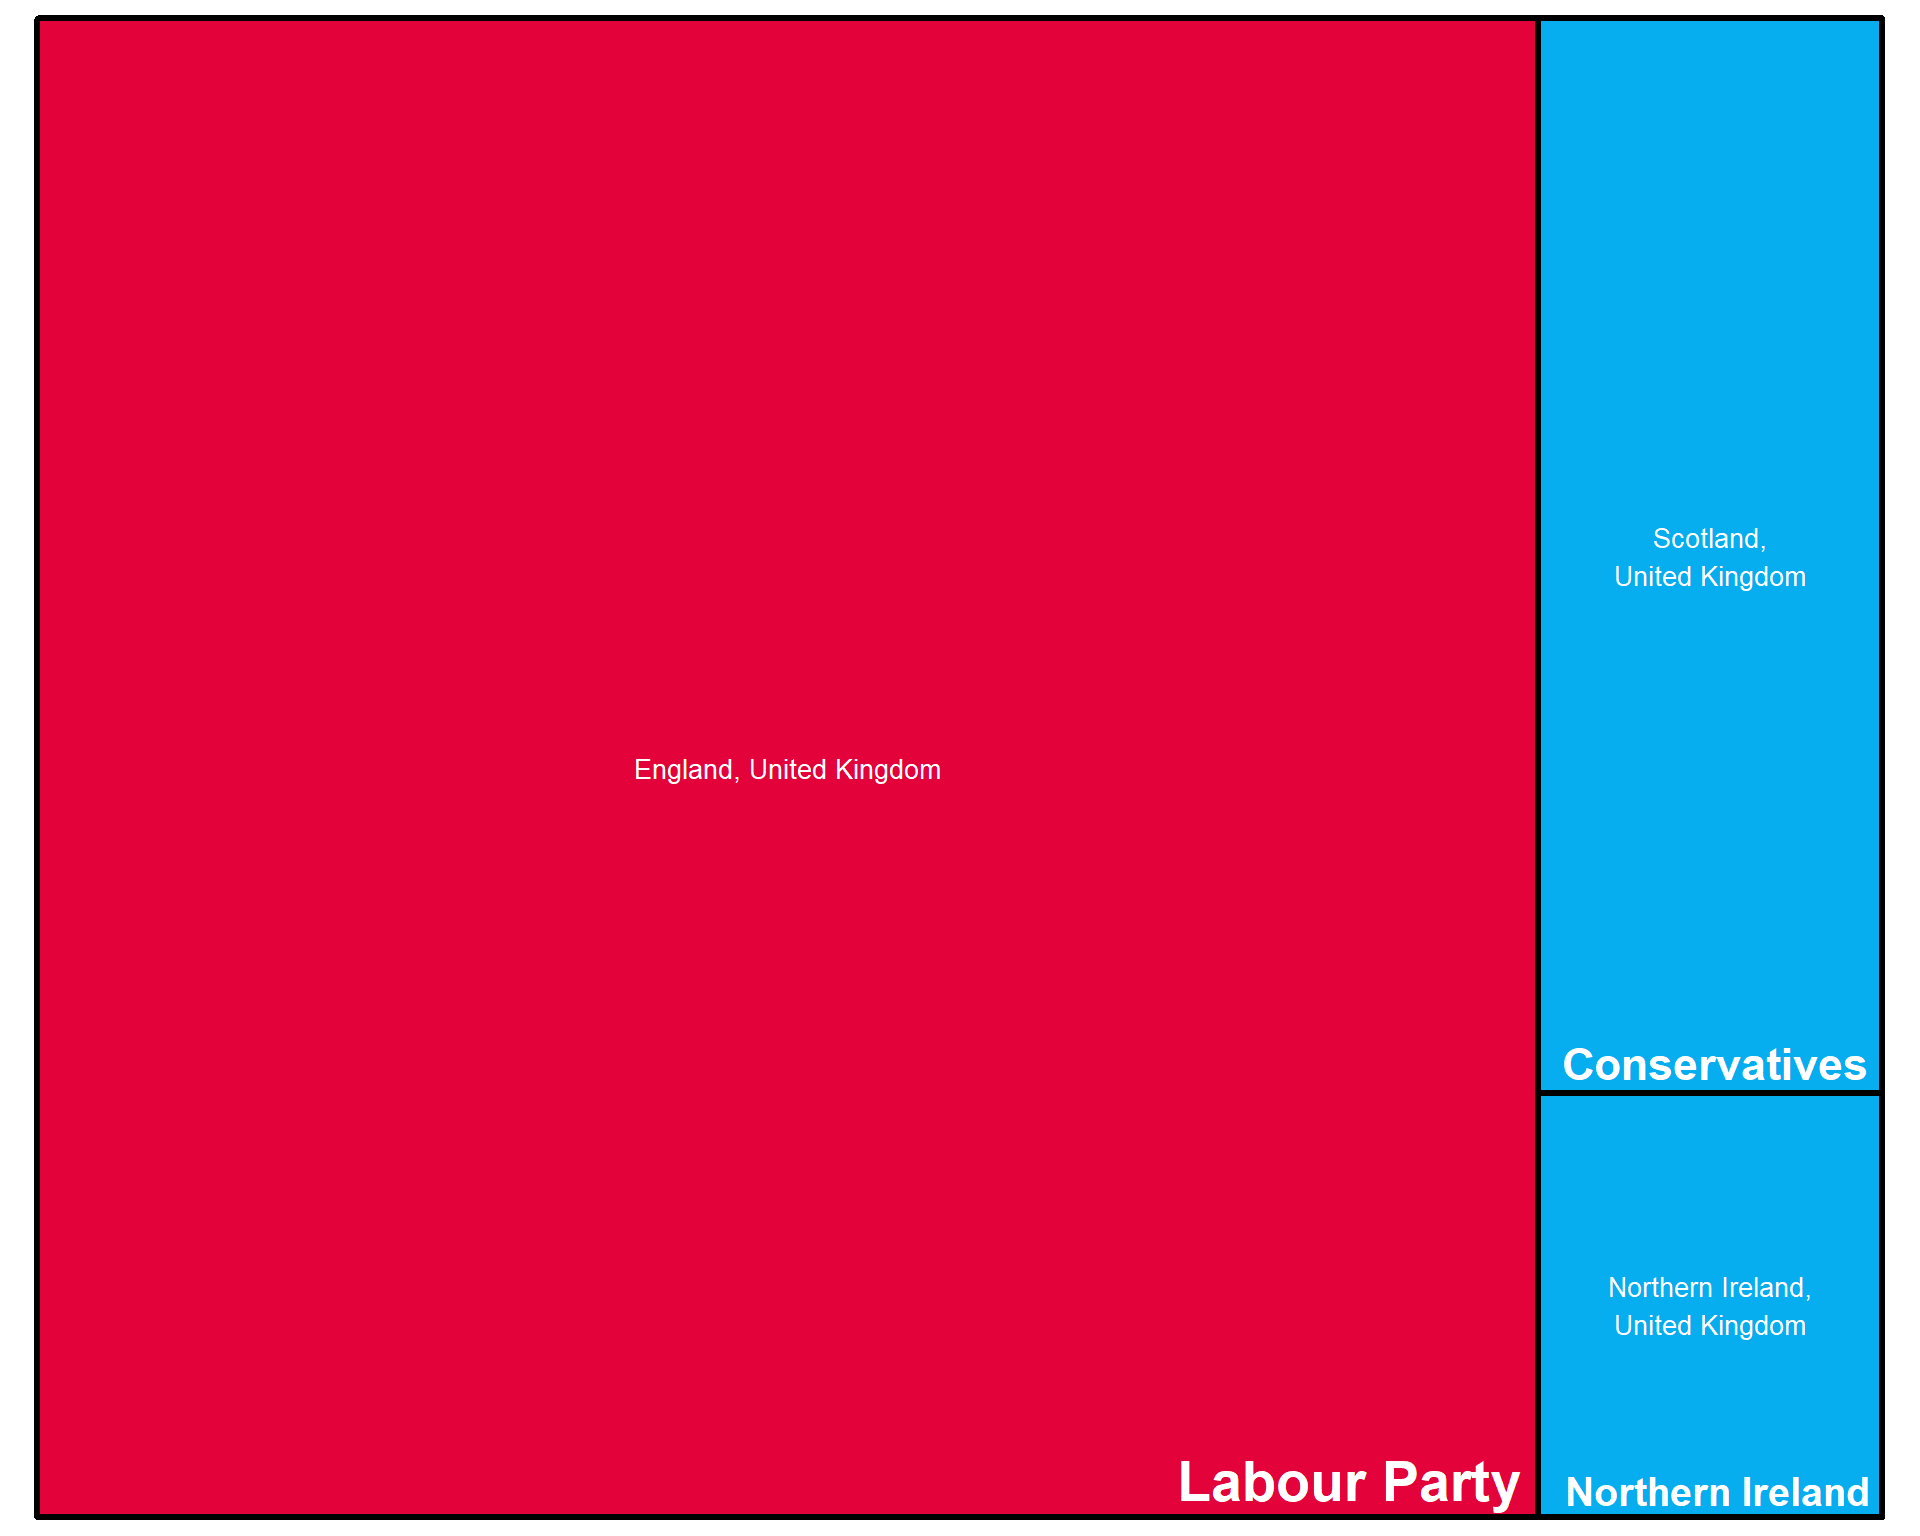 England, United Kingdom
Labour Party
Scotland,
United Kingdom
Conservatives
Northern Ireland,
United Kingdom
Northern Ireland